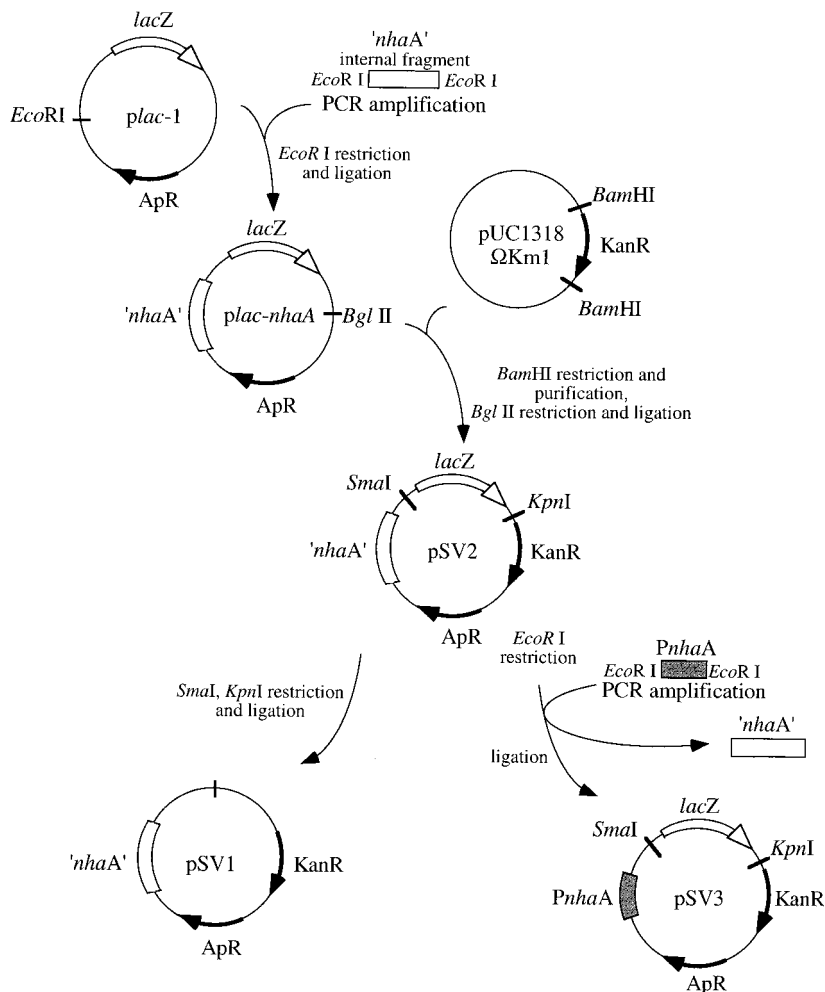 lacZ
EcoRI
plac-1
ApR
'nhaA'
internal fragment
EcoR I EcoR I
PCR amplification
EcoR I restriction
and ligation
lacZ
'nhaA'
plac-nhaA
Bgl II
ApR
BamHI
pUC1318
ΩKm1
KanR
BamHI
BamHI restriction and
purification,
Bgl II restriction and ligation
lacZ
SmaI
KpnI
'nhaA'
pSV2
KanR
ApR
EcoR I
restriction
PnhaA
EcoR I EcoR I
PCR amplification
SmaI, KpnI restriction
and ligation
'nhaA'
ligation
'nhaA'
pSV1
KanR
ApR
lacZ
SmaI
KpnI
PnhaA
pSV3
KanR
ApR